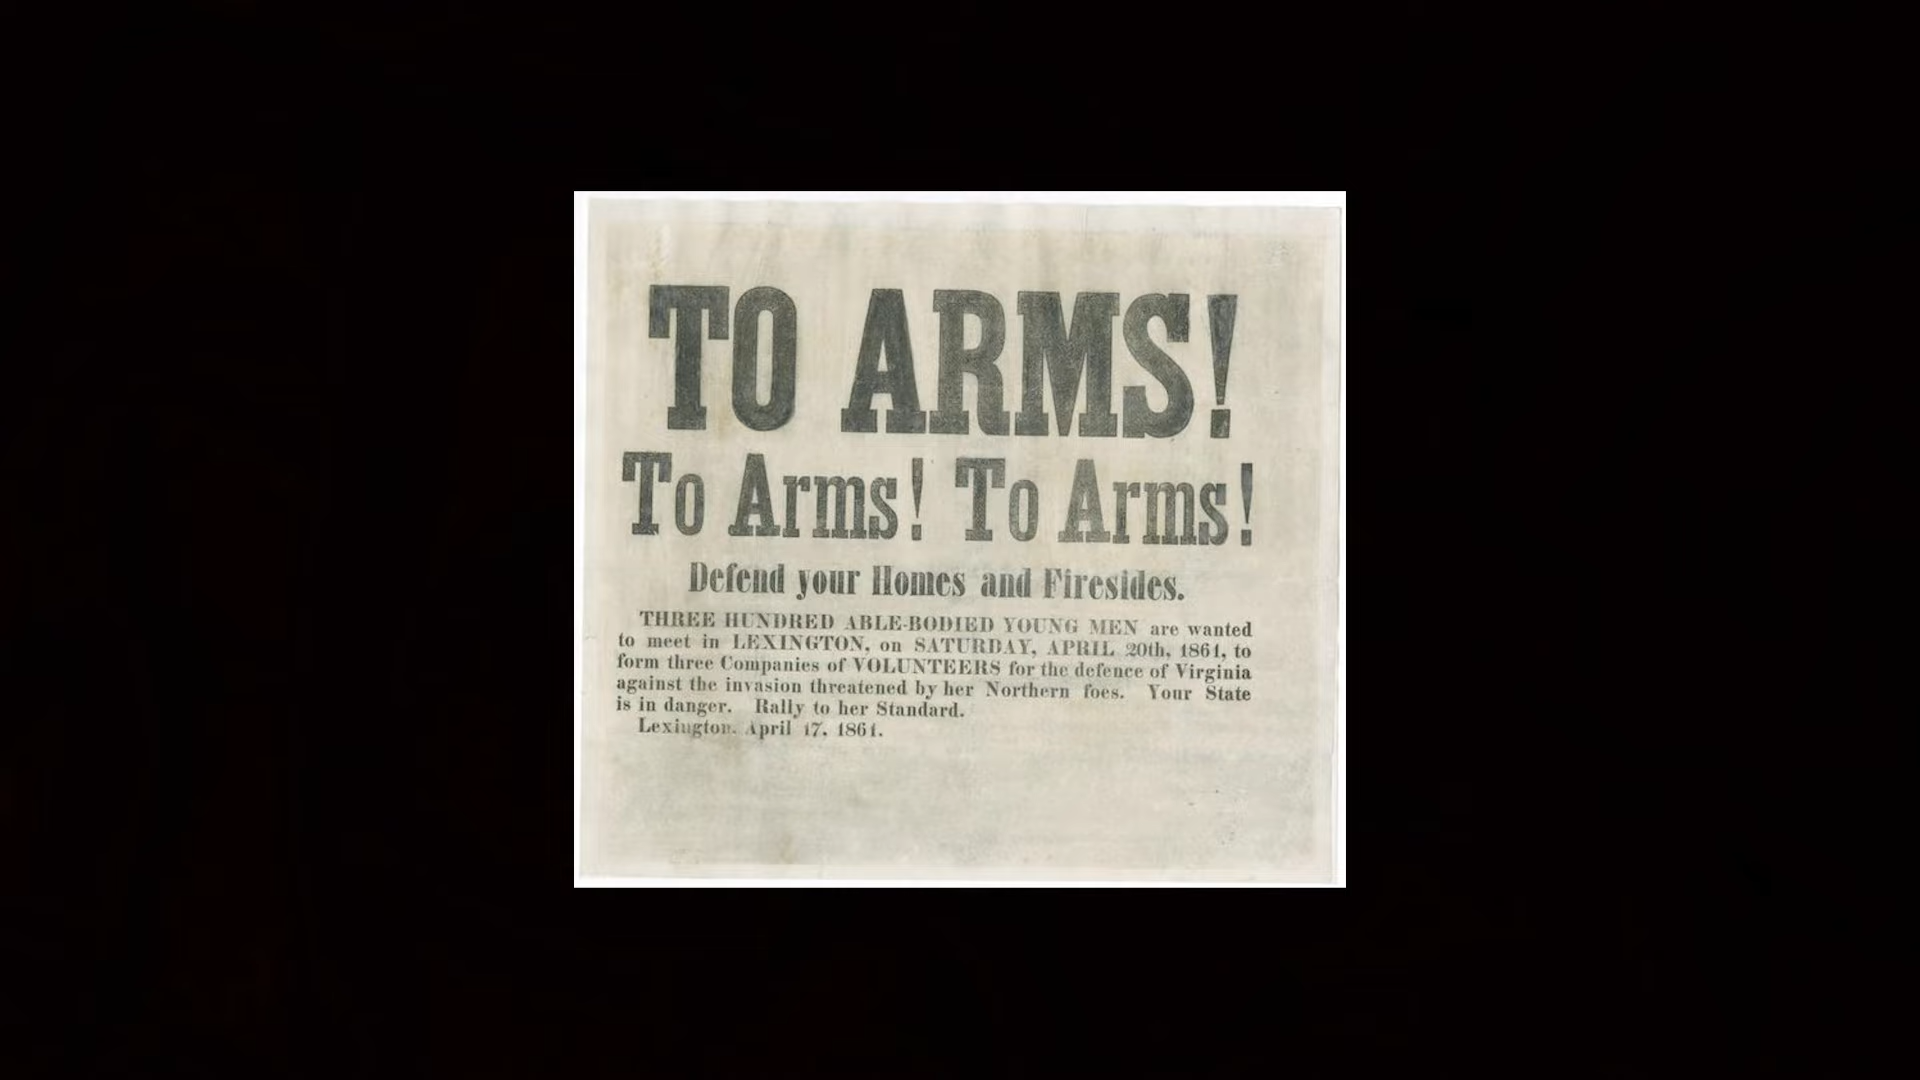 TO ARMS!
To Arms! To Arms!
Defend your Homes and Firesides.
THREE HUNDRED ABLE-BODIED YOUNG MEN are wanted
to meet in LEXINGTON, on SATURDAY, APRIL 20th, 1861, to
form three Companies of VOLUNTEERS for the defence of Virginia
against the invasion threatened by her Northern foes. Your State
is in danger. Rally to her Standard.
Lexington. April 17, 1861.